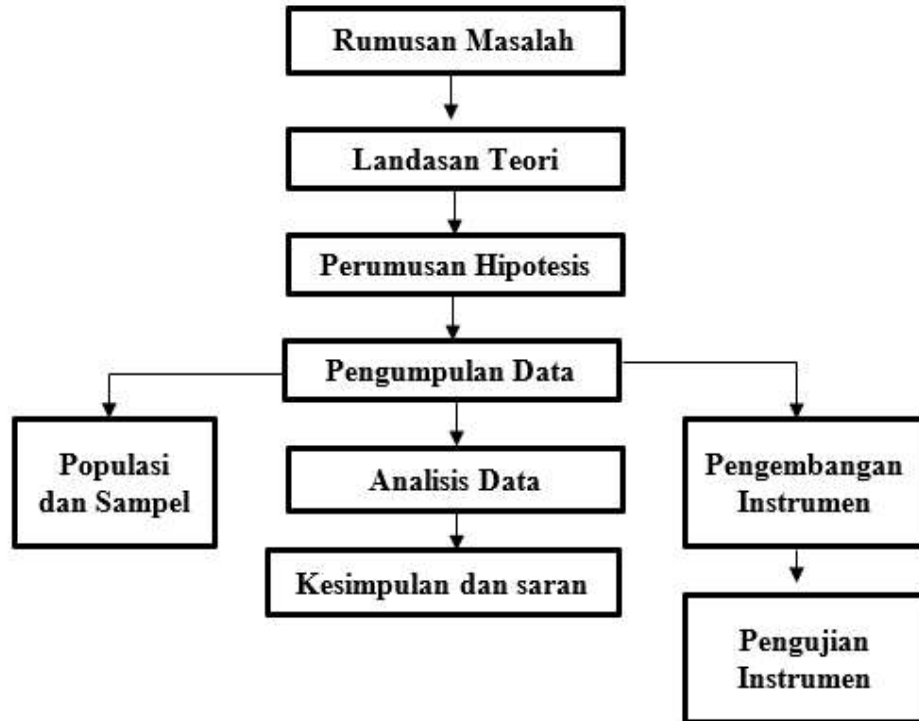 Rumusan Masalah
Landasan Teori
Perumusan Hipotesis
Pengumpulan Data
Populasi
dan Sampel
Analisis Data
Pengembangan
Instrumen
Kesimpulan dan saran
Pengujian
Instrumen